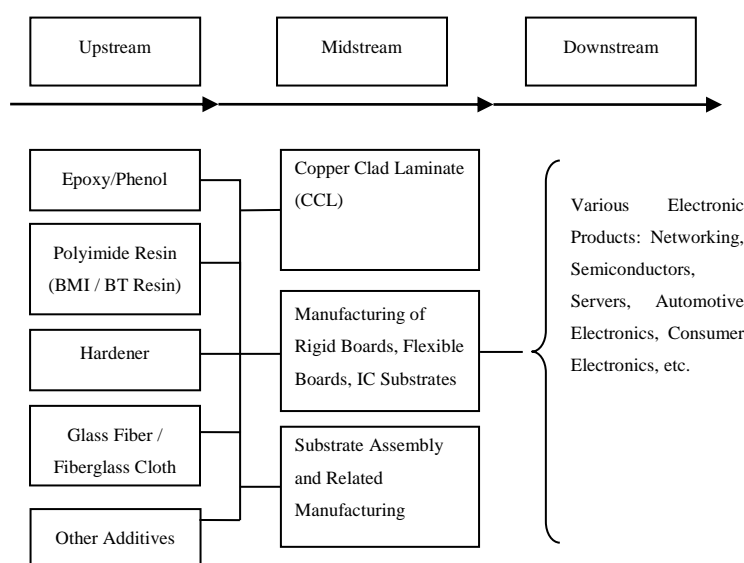 Upstream
Midstream
Downstream
Epoxy/Phenol
Polyimide Resin
(BMI / BT Resin)
Hardener
Glass Fiber /
Fiberglass Cloth
Other Additives
Copper Clad Laminate
(CCL)
Manufacturing of
Rigid Boards, Flexible
Boards, IC Substrates
Substrate Assembly
and Related
Manufacturing
Various Electronic
Products: Networking,
Semiconductors,
Servers, Automotive
Electronics, Consumer
Electronics, etc.